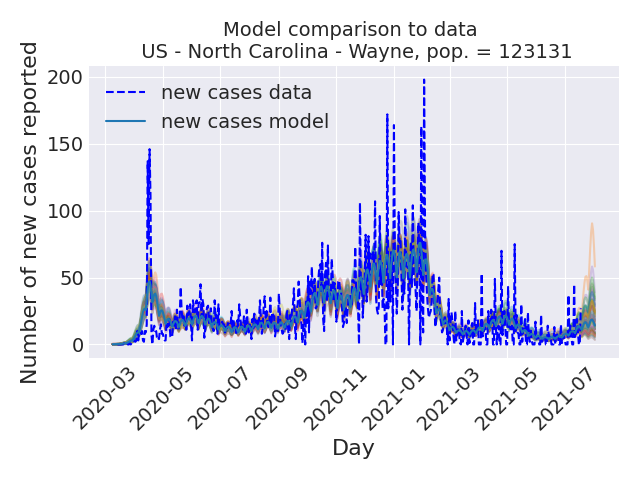 Model comparison to data
US - North Carolina - Wayne, pop. = 123131
Number of new cases reported
200
150
100
50
0
new cases data
new cases model
2020-03
2020-05
2020-07
2020-09
2020-11
2021-01
2021-03
2021-05
2021-07
Day